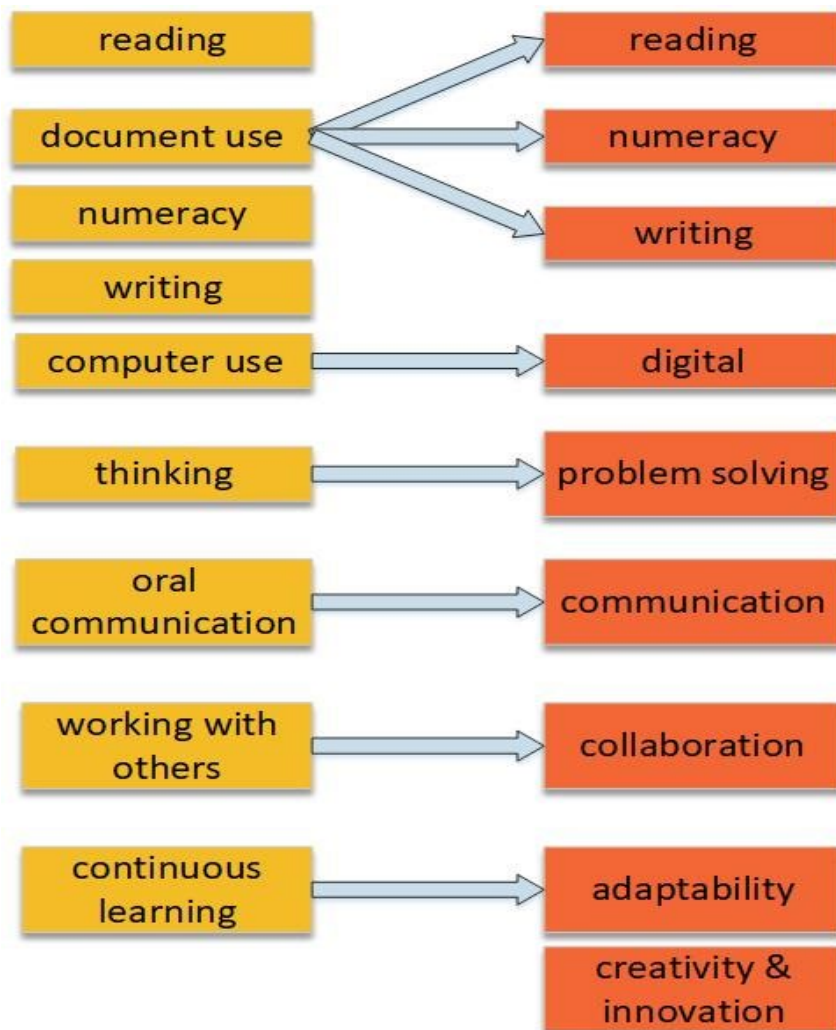 reading
document use
numeracy
writing
computer use
thinking
oral
communication
working with
others
continuous
learning
reading
numeracy
writing
digital
problem solving
communication
collaboration
adaptability
creativity &
innovation